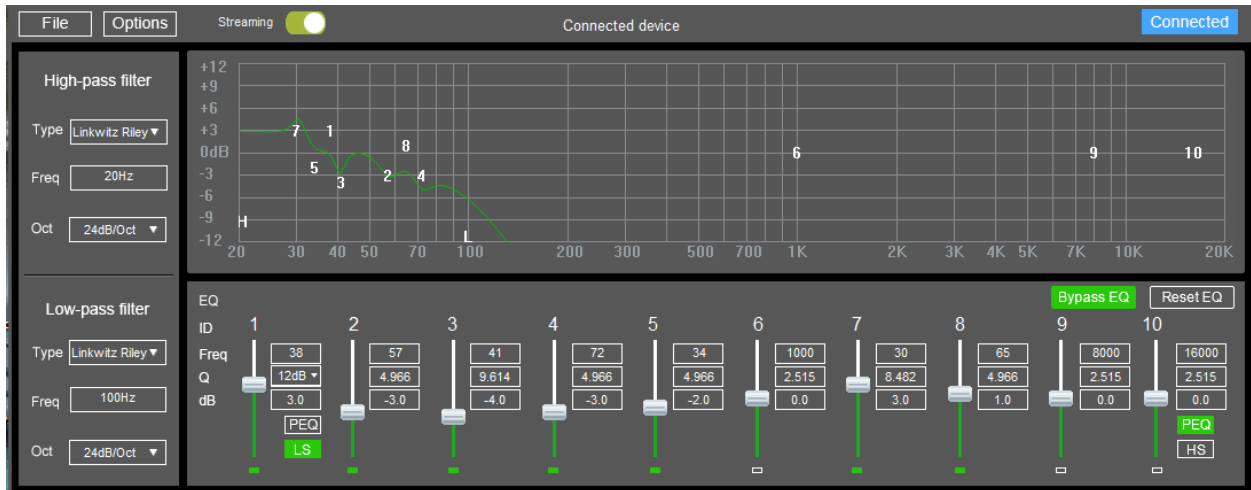 File Options Streaming Connected device Connected
High-pass filter
Type Linkwitz Riley ▼
Freq 20Hz
Oct 24dB/Oct ▼
Low-pass filter
Type Linkwitz Riley ▼
Freq 100Hz
Oct 24dB/Oct ▼
+12
+9
+6
+3 7 1
0dB 8 6 9 10
-3 5 3 2 4
-6
-9 H
-12 L
20 30 40 50 70 100 200 300 500 700 1K 2K 3K 4K 5K 7K 10K 20K
EQ Bypass EQ Reset EQ
ID 1 2 3 4 5 6 7 8 9 10
Freq 38 57 41 72 34 1000 30 65 8000 16000
Q 12dB ▾ 4.966 9.614 4.966 4.966 2.515 8.482 4.966 2.515 2.515
dB 3.0 -3.0 -4.0 -3.0 -2.0 0.0 3.0 1.0 0.0 0.0
PEQ PEQ
LS HS